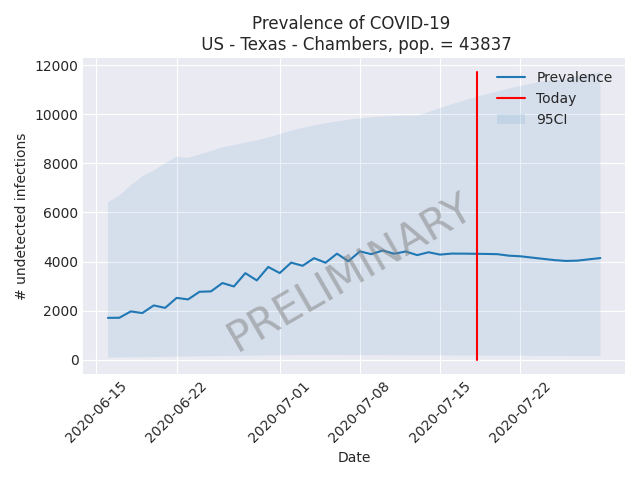 Prevalence of COVID-19
US - Texas - Chambers, pop. = 43837
12000
10000
8000
6000
4000
2000
0
# undetected infections
Prevalence
Today
95CI
PRELIMINARY
2020-06-15
2020-06-22
2020-07-01
2020-07-08
2020-07-15
2020-07-22
Date